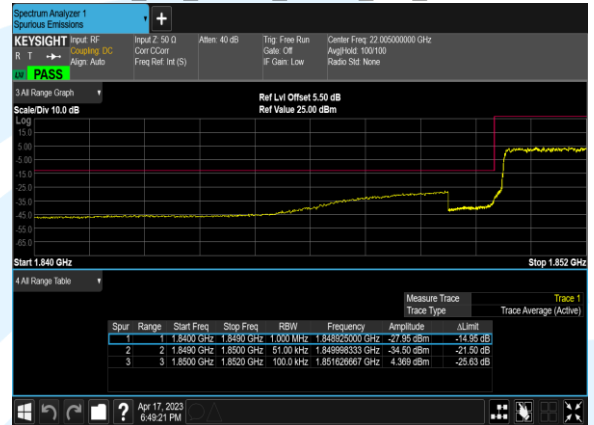 Spectrum Analyzer 1
Spurious Emissions
+
KEYSIGHT Input: RF Input Z: 50 Ω Atten: 40 dB Trig: Free Run Center Freq: 22.005000000 GHz
R T Coupling: DC Corr CCorr Gate: Off Avg|Hold: 100/100
Align: Auto Freq Ref: Int (S) IF Gain: Low Radio Std: None
PASS
3 All Range Graph
Ref Lvl Offset 5.50 dB
Scale/Div 10.0 dB Ref Value 25.00 dBm
Log
15.0
5.00
-5.00
-15.0
-25.0
-35.0
-45.0
-55.0
-65.0
Start 1.840 GHz Stop 1.852 GHz
4 All Range Table
Measure Trace Trace 1
Trace Type Trace Average (Active)
Spur Range Start Freq Stop Freq RBW Frequency Amplitude ΔLimit
1 1 1.8400 GHz 1.8490 GHz 1.000 MHz 1.848925000 GHz -27.95 dBm -14.95 dB
2 2 1.8490 GHz 1.8500 GHz 51.00 kHz 1.849998333 GHz -34.50 dBm -21.50 dB
3 3 1.8500 GHz 1.8520 GHz 100.0 kHz 1.851626667 GHz 4.369 dBm -25.63 dB
? Apr 17, 2023
6:49:21 PM